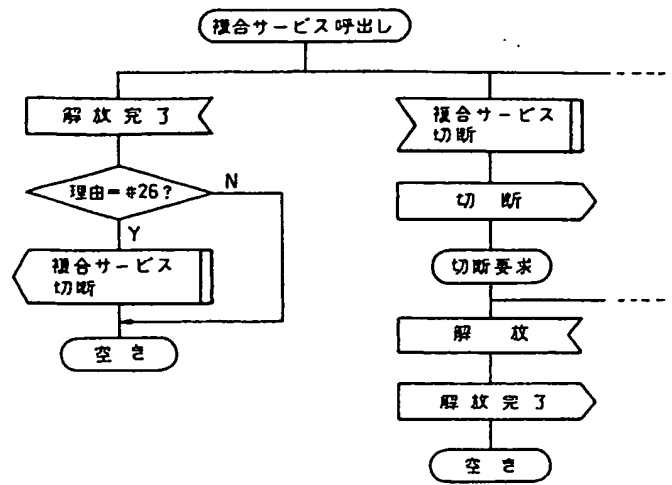 複合サービス呼出し
解放完了
理由=#26?
N
Y
複合サービス
切断
空き
複合サービス
切断
切断
切断要求
解放
解放完了
空き